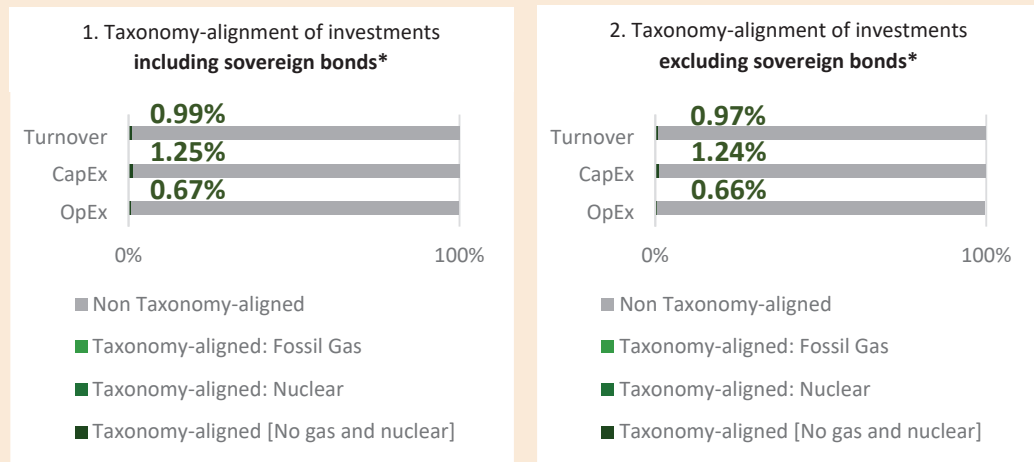 1. Taxonomy-alignment of investments
including sovereign bonds*
0.99%
Turnover
1.25%
CapEx
0.67%
OpEx
0% 100%
Non Taxonomy-aligned
Taxonomy-aligned: Fossil Gas
Taxonomy-aligned: Nuclear
Taxonomy-aligned [No gas and nuclear]
2. Taxonomy-alignment of investments
excluding sovereign bonds*
0.97%
Turnover
1.24%
CapEx
0.66%
OpEx
0% 100%
Non Taxonomy-aligned
Taxonomy-aligned: Fossil Gas
Taxonomy-aligned: Nuclear
Taxonomy-aligned [No gas and nuclear]